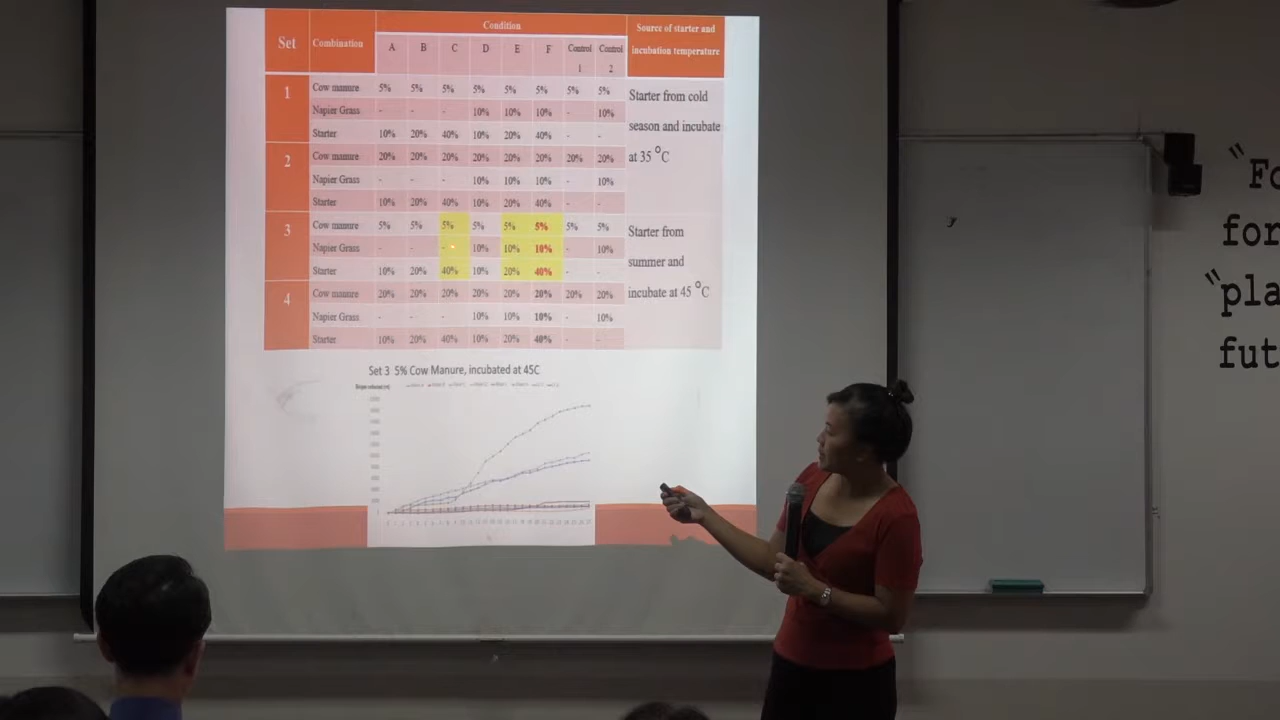 Set Combination Condition Source of starter and incubation temperature
A B C D E F Control 1 Control 2
1 Cow manure 5% 5% 5% 5% 5% 5% 5% 5% Starter from cold
Napier Grass - - - 10% 10% 10% - 10% season and incubate
Starter 10% 20% 40% 10% 20% 40% - - at 35 °C
2 Cow manure 20% 20% 20% 20% 20% 20% 20% 20%
Napier Grass - - - 10% 10% 10% - 10%
Starter 10% 20% 40% 10% 20% 40% - -
3 Cow manure 5% 5% 5% 5% 5% 5% 5% 5% Starter from
Napier Grass - - - 10% 10% 10% - 10% summer and
Starter 10% 20% 40% 10% 20% 40% - - incubate at 45 °C
4 Cow manure 20% 20% 20% 20% 20% 20% 20% 20%
Napier Grass - - - 10% 10% 10% - 10%
Starter 10% 20% 40% 10% 20% 40% - -
Set 3 5% Cow Manure, incubated at 45C
"Fo
for
"pla
fut